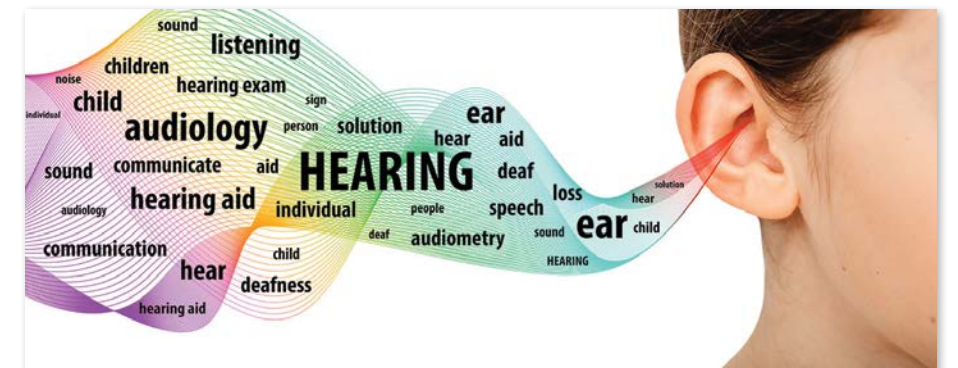 sound
listening
children
noise
hearing exam
child
sign
individual
audiology
person
solution
ear
hear
aid
sound
communicate
aid
HEARING
deaf
solution
hearing aid
loss
hear
audiology
individual
people
speech
ear
child
deaf
audiometry
sound
communication
child
HEARING
hear
deafness
hearing aid